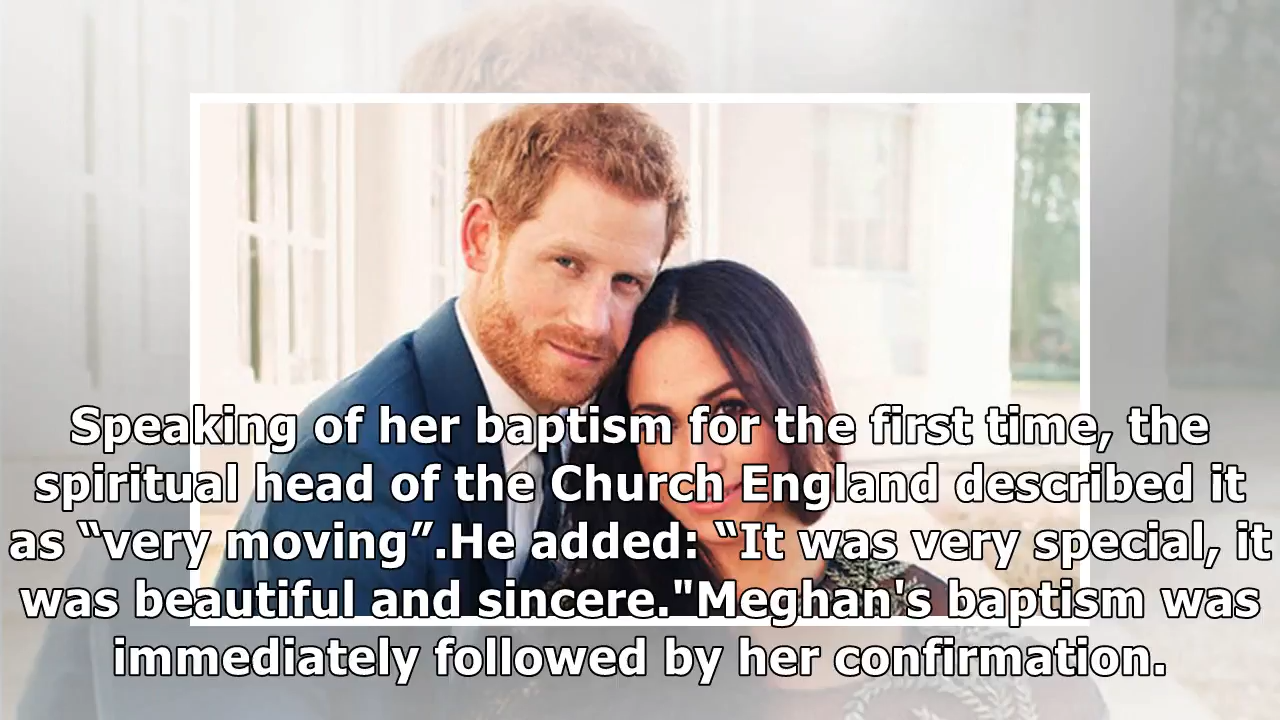 Speaking of her baptism for the first time, the
spiritual head of the Church England described it
as “very moving”.He added: “It was very special, it
was beautiful and sincere."Meghan's baptism was
immediately followed by her confirmation.